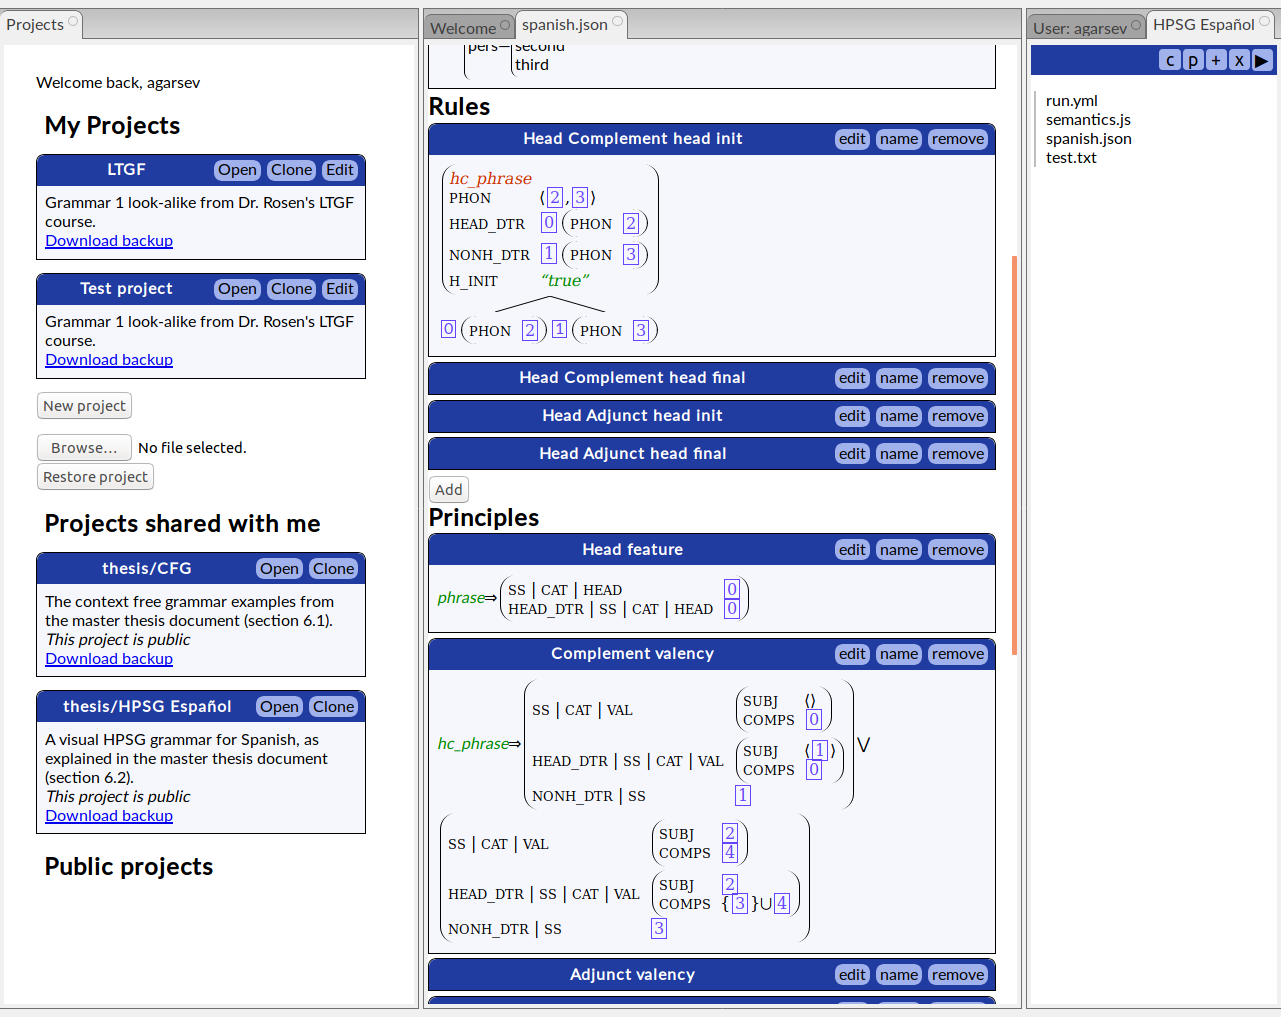 Projects
Welcome back, agarsev
My Projects
LTGF Open Clone Edit
Grammar 1 look-alike from Dr. Rosen's LTGF
course.
Download backup
Test project Open Clone Edit
Grammar 1 look-alike from Dr. Rosen's LTGF
course.
Download backup
New project
Browse... No file selected.
Restore project
Projects shared with me
thesis/CFG Open Clone
The context free grammar examples from
the master thesis document (section 6.1).
This project is public
Download backup
thesis/HPSG Español Open Clone
A visual HPSG grammar for Spanish, as
explained in the master thesis document
(section 6.2).
This project is public
Download backup
Public projects
Welcome spanish.json
pers second
third
Rules
Head Complement head init edit name remove
hc_phrase
PHON ⟨ 2 , 3 ⟩
HEAD_DTR 0 ( PHON 2 )
NONH_DTR 1 ( PHON 3 )
H_INIT “true”
0 ( PHON 2 ) 1 ( PHON 3 )
Head Complement head final edit name remove
Head Adjunct head init edit name remove
Head Adjunct head final edit name remove
Add
Principles
Head feature edit name remove
phrase⇒ SS | CAT | HEAD 0
HEAD_DTR | SS | CAT | HEAD 0
Complement valency edit name remove
SUBJ ⟨⟩
SS | CAT | VAL
COMPS 0
hc_phrase⇒
SUBJ ⟨ 1 ⟩ ⋁
HEAD_DTR | SS | CAT | VAL
COMPS 0
NONH_DTR | SS 1
SUBJ 2
SS | CAT | VAL
COMPS 4
SUBJ 2
HEAD_DTR | SS | CAT | VAL
COMPS { 3 }∪ 4
NONH_DTR | SS 3
Adjunct valency edit name remove
User: agarsev HPSG Español
c p + x ▶
run.yml
semantics.js
spanish.json
test.txt